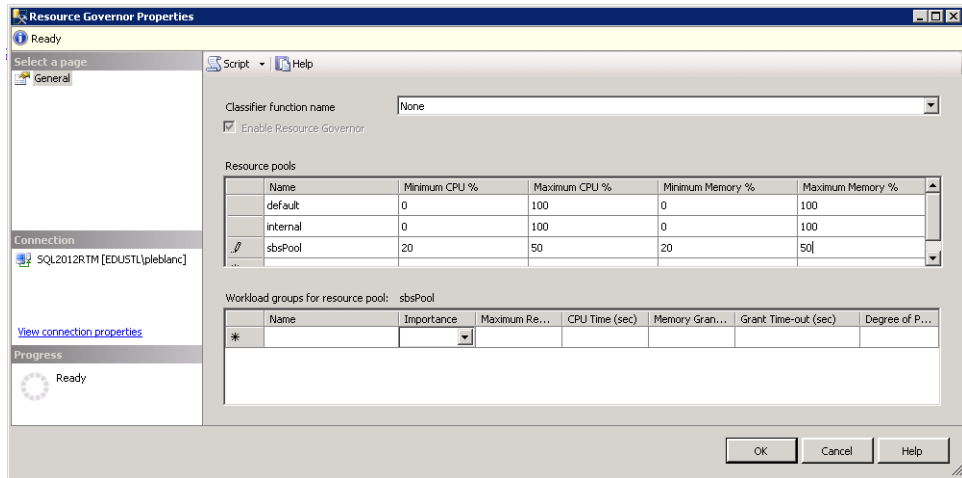 Resource Governor Properties
Ready
Select a page
General
Script
Help
Classifier function name
None
Enable Resource Governor
Resource pools
Name Minimum CPU % Maximum CPU % Minimum Memory % Maximum Memory %
default 0 100 0 100
internal 0 100 0 100
sbsPool 20 50 20 50
Connection
SQL2012RTM [EDUSTL\pleblanc]
View connection properties
Progress
Ready
Workload groups for resource pool: sbsPool
Name Importance Maximum Re... CPU Time (sec) Memory Gran... Grant Time-out (sec) Degree of P...
OK Cancel Help